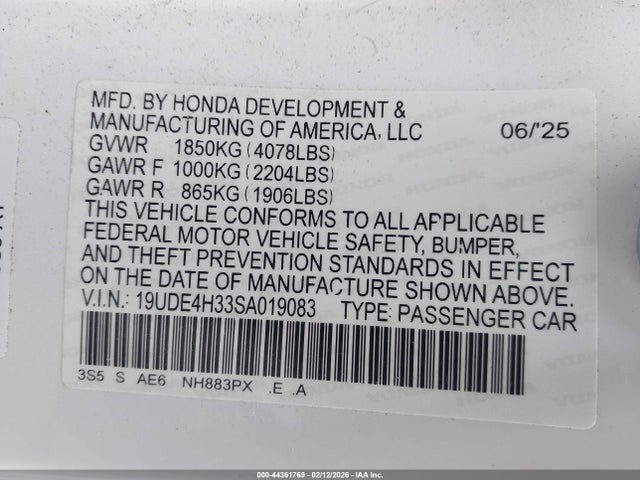 MFD. BY HONDA DEVELOPMENT &
MANUFACTURING OF AMERICA, LLC 06/'25
GVWR 1850KG (4078LBS)
GAWR F 1000KG (2204LBS)
GAWR R 865KG (1906LBS)
THIS VEHICLE CONFORMS TO ALL APPLICABLE
FEDERAL MOTOR VEHICLE SAFETY, BUMPER,
AND THEFT PREVENTION STANDARDS IN EFFECT
ON THE DATE OF MANUFACTURE SHOWN ABOVE.
V.I.N.: 19UDE4H33SA019083 TYPE: PASSENGER CAR
3S5 S AE6 NH883PX .E .A
000-44361769 - 02/12/2026 - IAA Inc.